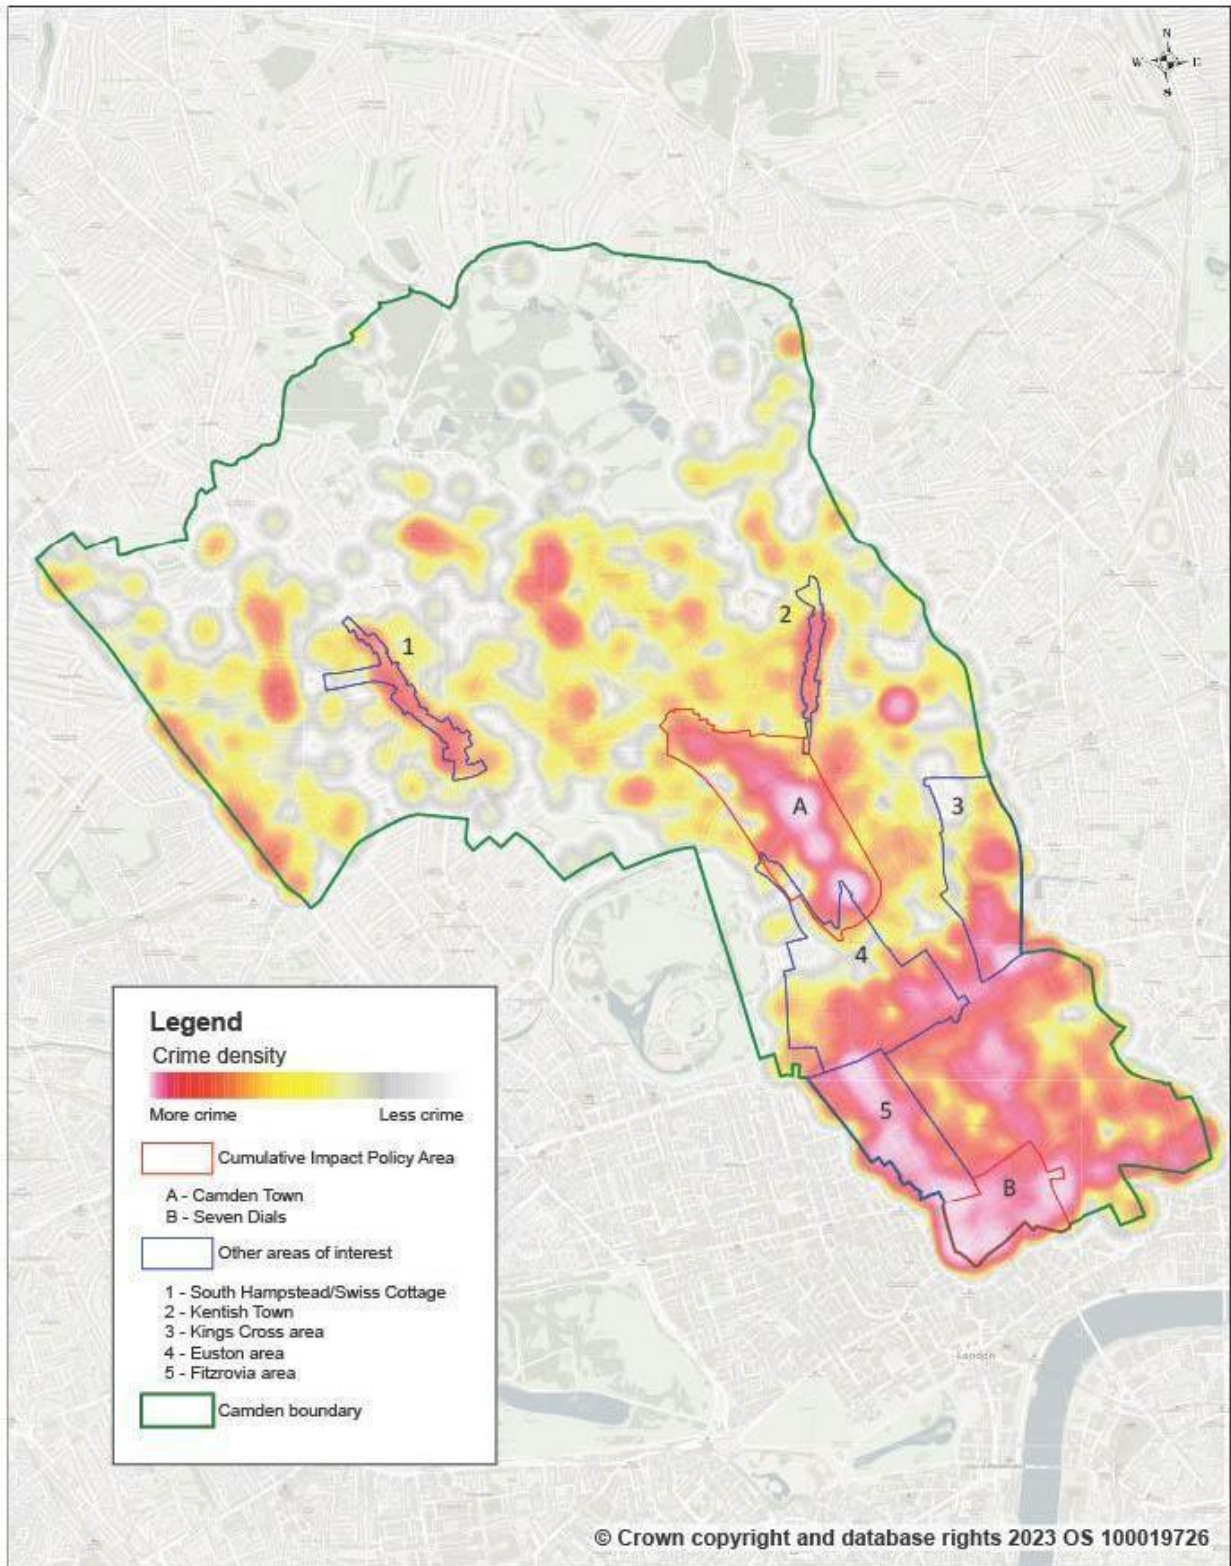 N
W
E
S
1
2
A
3
4
5
B
Legend
Crime density
More crime Less crime
Cumulative Impact Policy Area
A - Camden Town
B - Seven Dials
Other areas of interest
1 - South Hampstead/Swiss Cottage
2 - Kentish Town
3 - Kings Cross area
4 - Euston area
5 - Fitzrovia area
Camden boundary
London
© Crown copyright and database rights 2023 OS 100019726